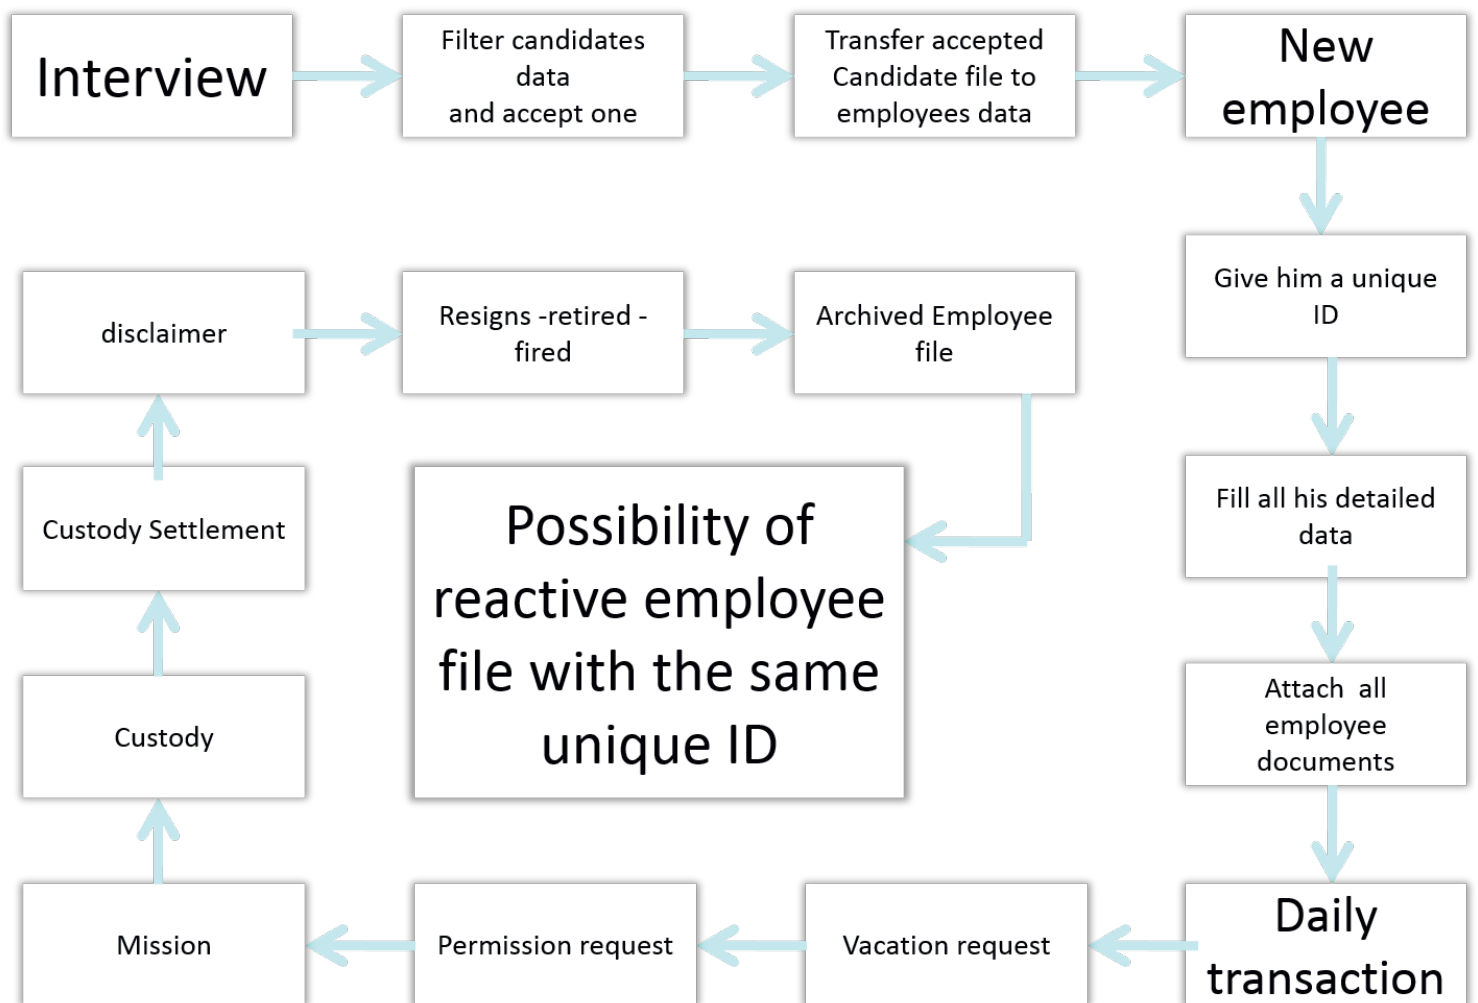 Interview
Filter candidates
data
and accept one
Transfer accepted
Candidate file to
employees data
New
employee
Give him a unique
ID
Fill all his detailed
data
Attach  all
employee
documents
Daily
transaction
Vacation request
Permission request
Mission
Custody
Custody Settlement
disclaimer
Resigns -retired -
fired
Archived Employee
file
Possibility of
reactive employee
file with the same
unique ID